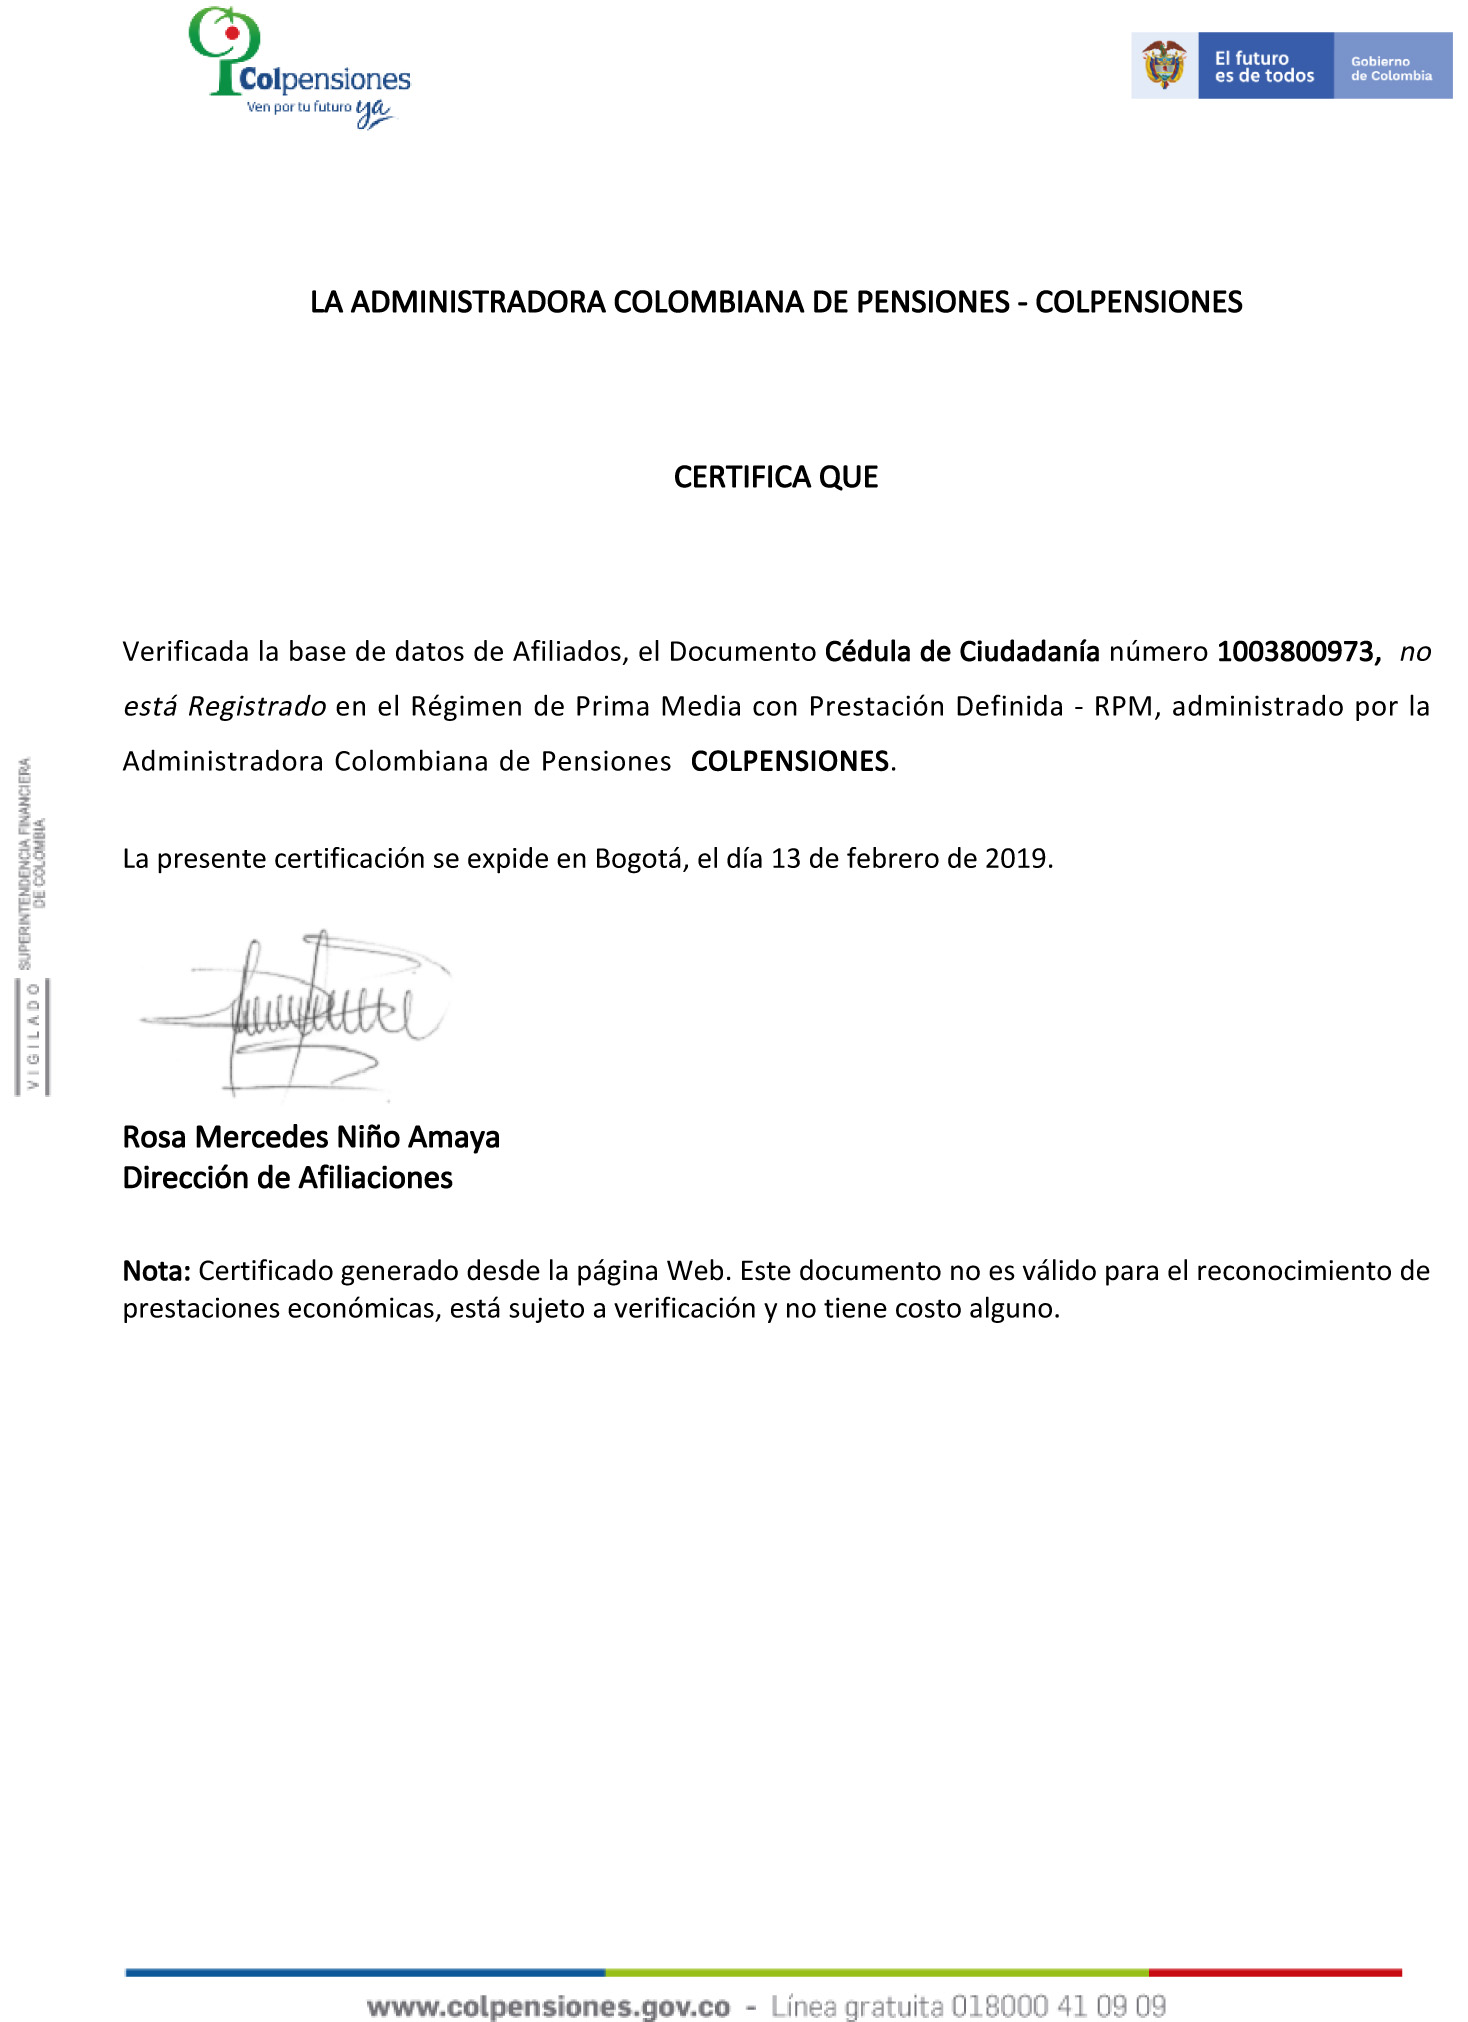 Colpensiones
Ven por tu futuro ya
El futuro
es de todos
Gobierno
de Colombia
LA ADMINISTRADORA COLOMBIANA DE PENSIONES - COLPENSIONES
CERTIFICA QUE
Verificada la base de datos de Afiliados, el Documento Cédula de Ciudadanía número 1003800973, no
está Registrado en el Régimen de Prima Media con Prestación Definida - RPM, administrado por la
Administradora Colombiana de Pensiones COLPENSIONES.
La presente certificación se expide en Bogotá, el día 13 de febrero de 2019.
Rosa Mercedes Niño Amaya
Dirección de Afiliaciones
Nota: Certificado generado desde la página Web. Este documento no es válido para el reconocimiento de
prestaciones económicas, está sujeto a verificación y no tiene costo alguno.
VIGILADO SUPERINTENDENCIA FINANCIERA
DE COLOMBIA
www.colpensiones.gov.co - Línea gratuita 018000 41 09 09